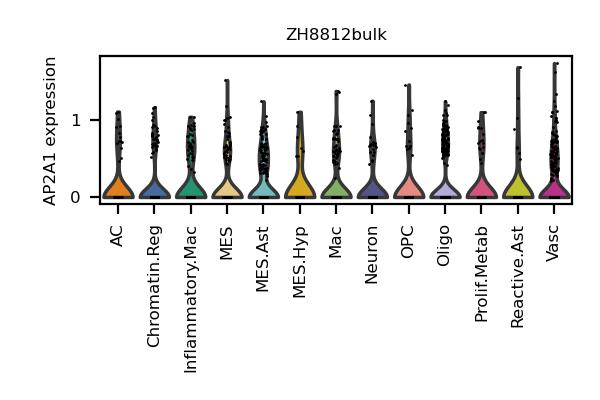 ZH8812bulk
AP2A1 expression
1
0
AC
Chromatin.Reg
Inflammatory.Mac
MES
MES.Ast
MES.Hyp
Mac
Neuron
OPC
Oligo
Prolif.Metab
Reactive.Ast
Vasc